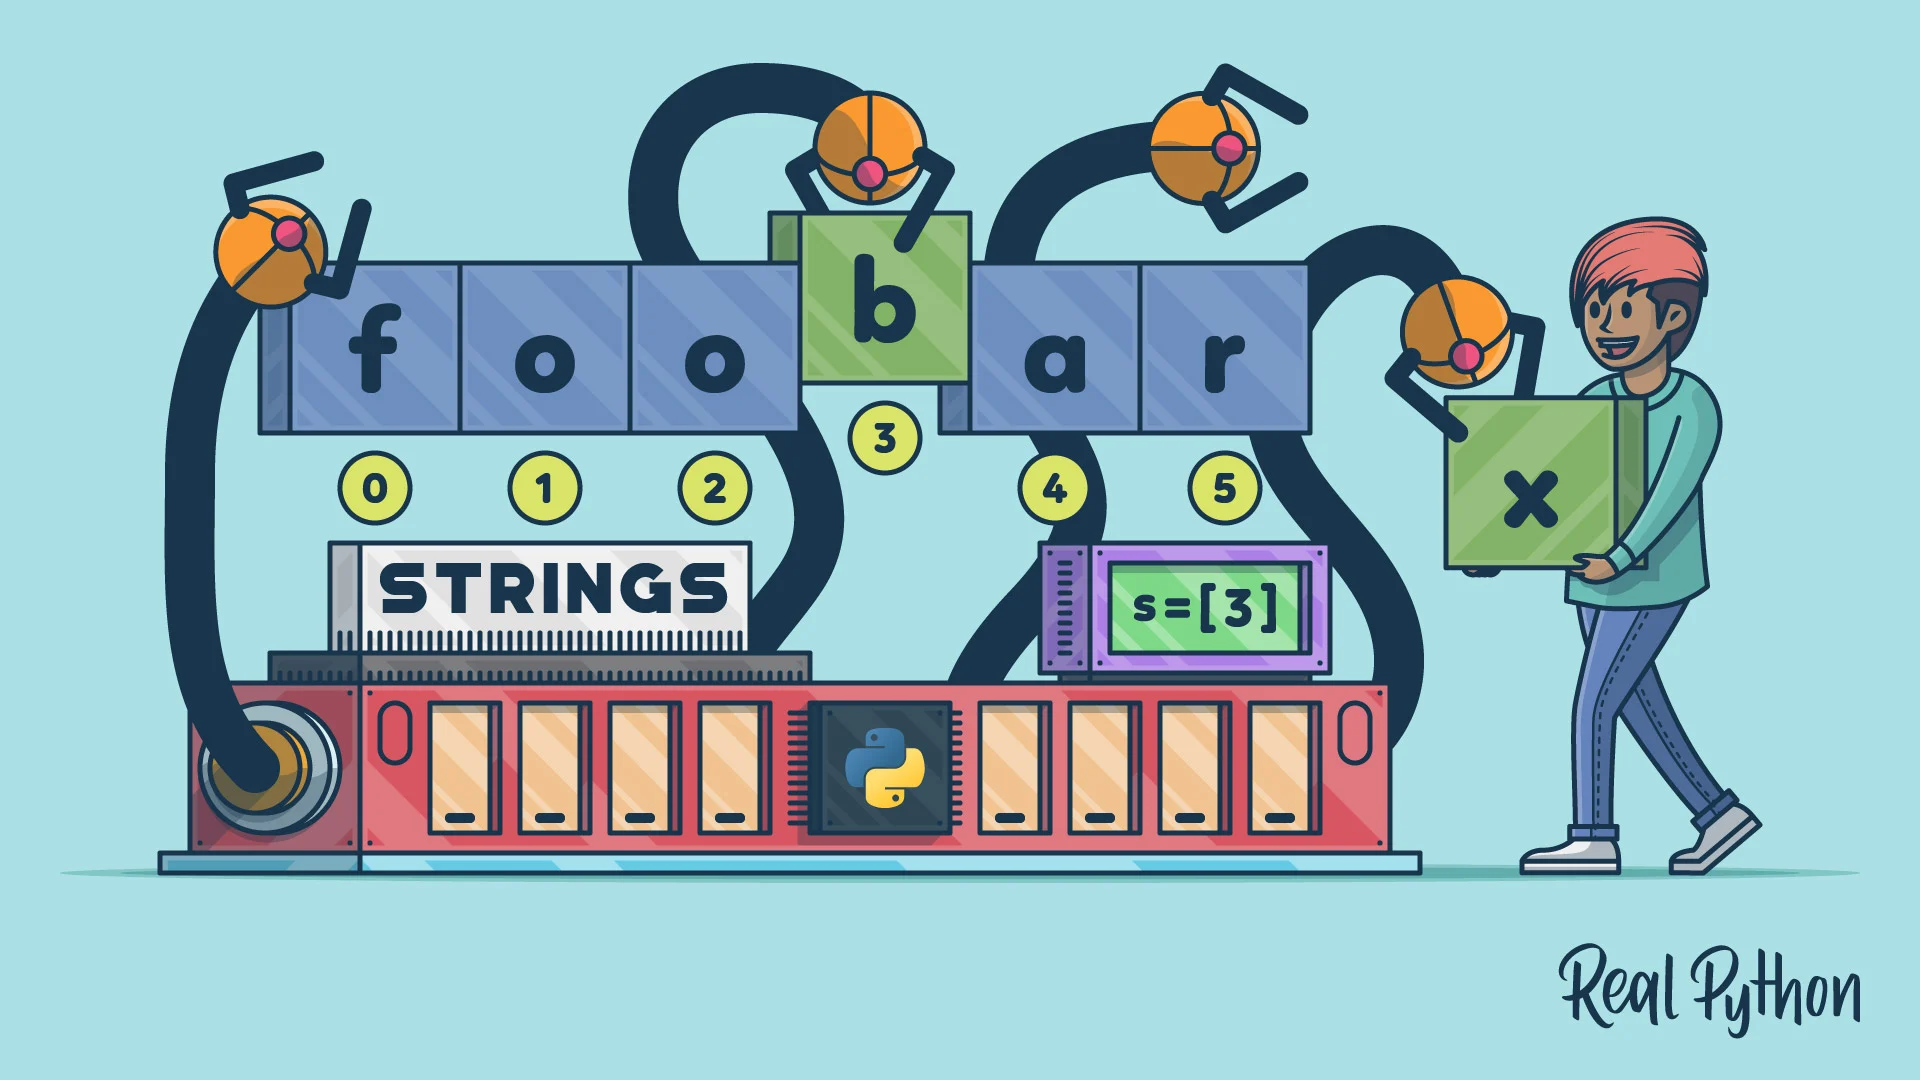 f o o b a r
0 1 2 3 4 5
x
STRINGS
s=[3]
Real Python